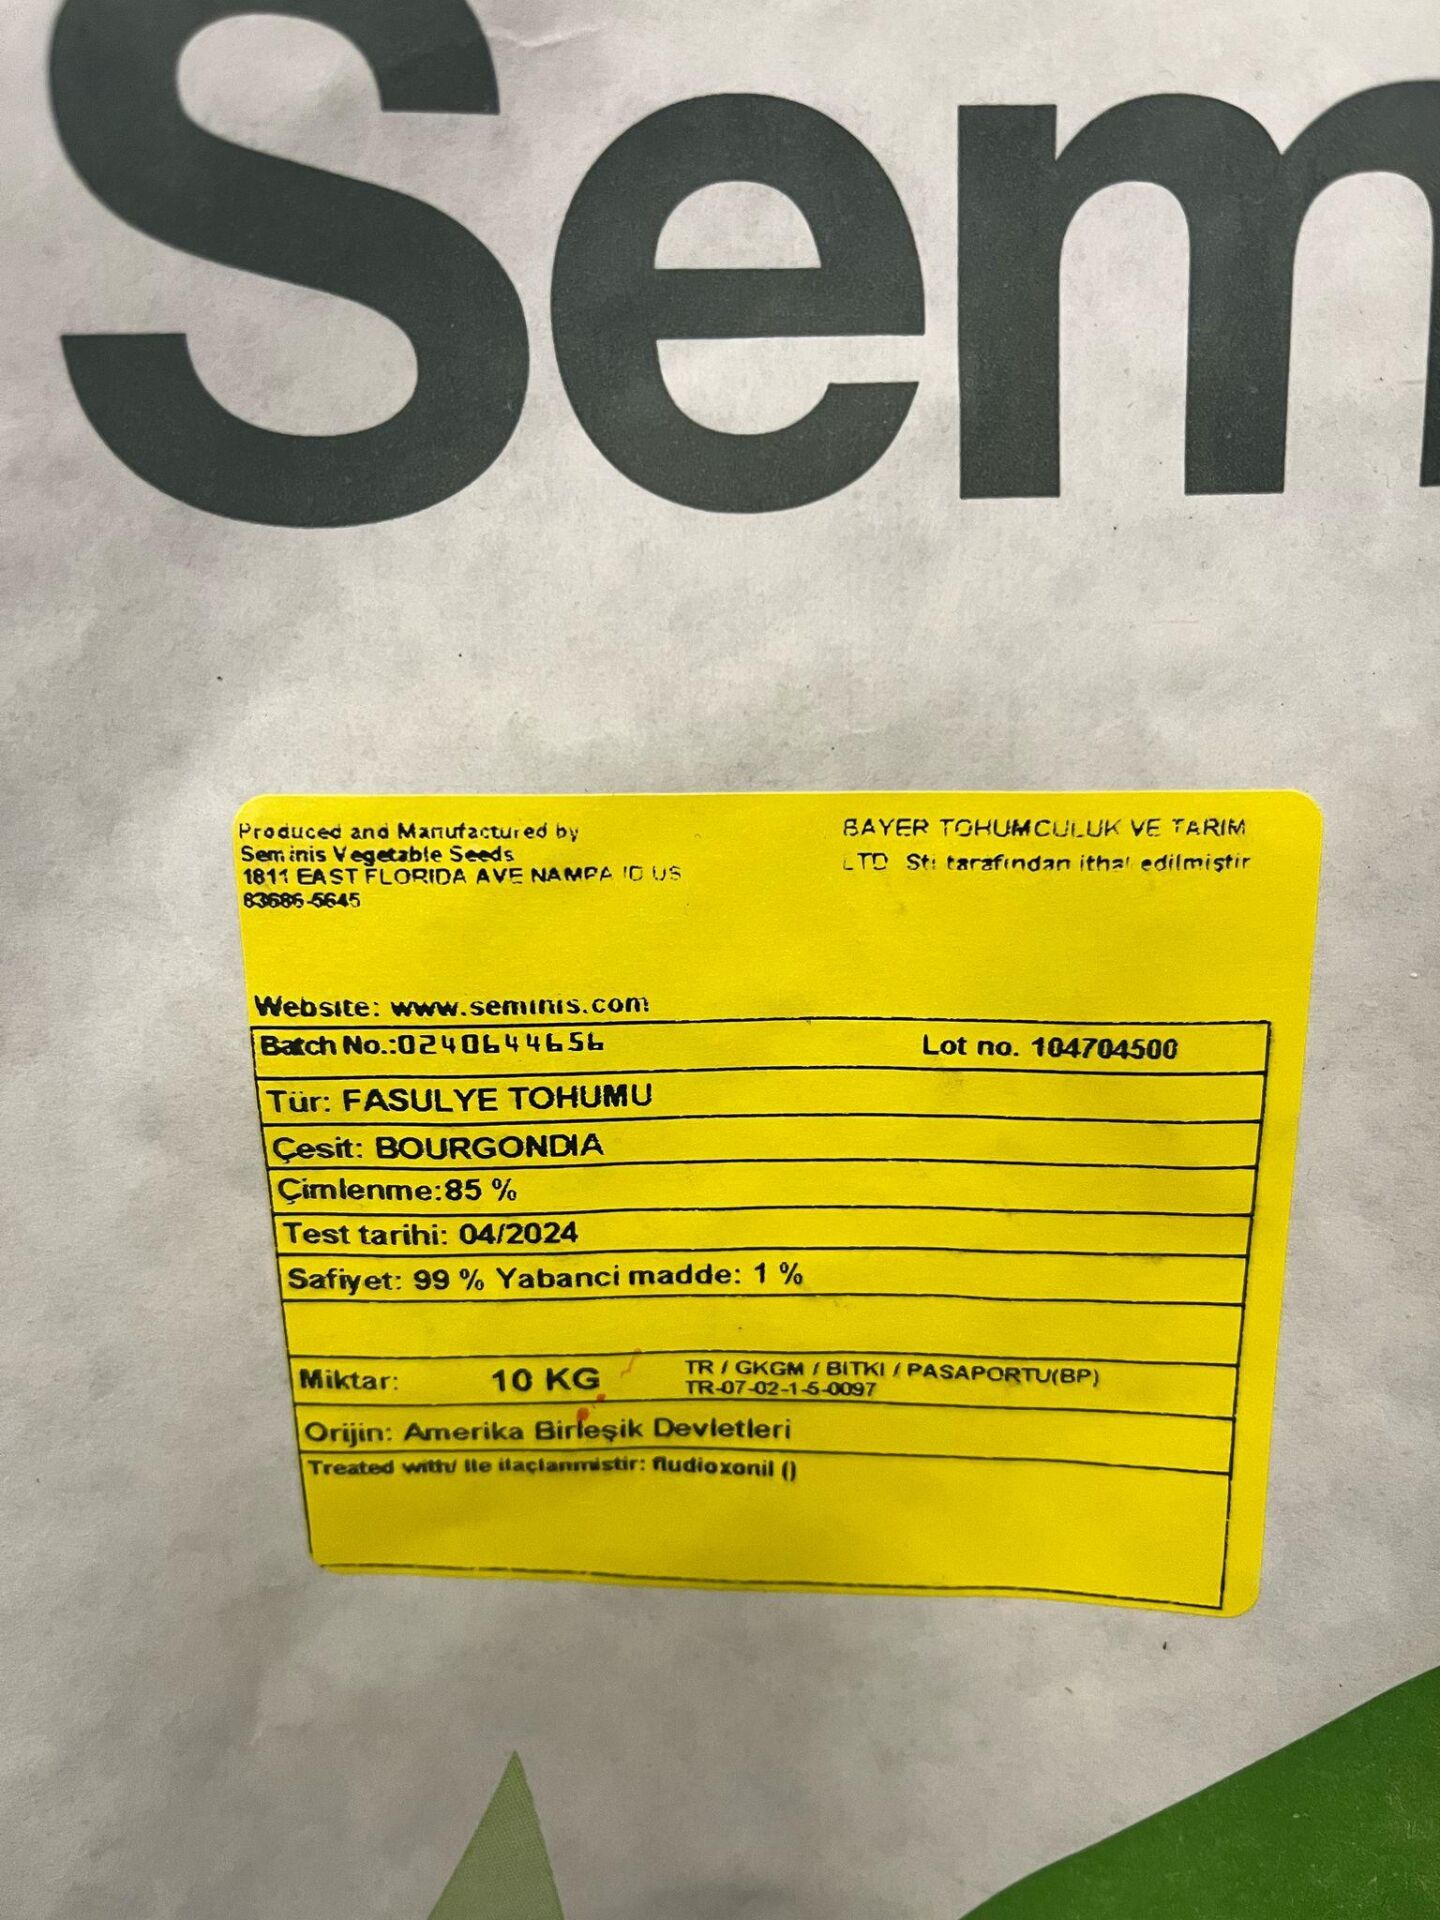 Sem
Produced and Manufactured by
Seminis Vegetable Seeds
1811 EAST FLORIDA AVE NAMPA ID US
83686-5645
BAYER TOHUMCULUK VE TARIM
LTD Sti tarafından ithal edilmiştir
Website: www.seminis.com
Batch No.:0240644656 Lot no. 104704500
Tür: FASULYE TOHUMU
Çesit: BOURGONDIA
Çimlenme:85 %
Test tarihi: 04/2024
Safiyet: 99 % Yabanci madde: 1 %
Miktar: 10 KG TR / GKGM / BITKI / PASAPORTU(BP)
TR-07-02-1-5-0097
Orijin: Amerika Birleşik Devletleri
Treated with/ ile ilaçlanmistir: fludioxonil ()